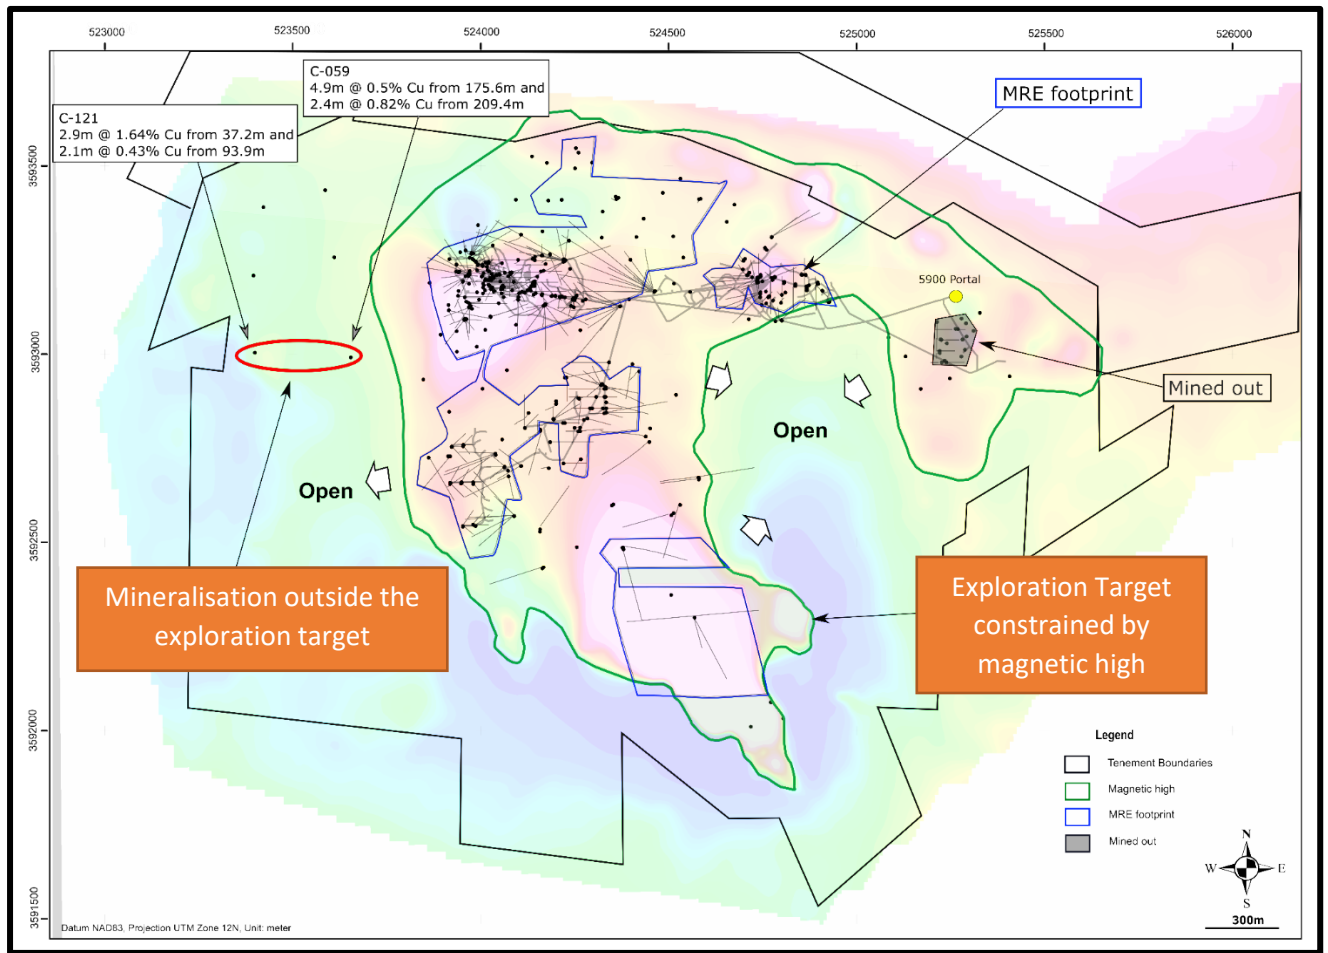 523000
523500
524000
524500
525000
525500
526000
C-059
4.9m @ 0.5% Cu from 175.6m and
2.4m @ 0.82% Cu from 209.4m
C-121
2.9m @ 1.64% Cu from 37.2m and
2.1m @ 0.43% Cu from 93.9m
MRE footprint
3593500
5900 Portal
3593000
Mined out
Open
Open
3592500
Mineralisation outside the
exploration target
Exploration Target
constrained by
magnetic high
3592000
Legend
Tenement Boundaries
Magnetic high
MRE footprint
Mined out
N
W
E
S
300m
3591500
Datum NAD83, Projection UTM Zone 12N, Unit: meter